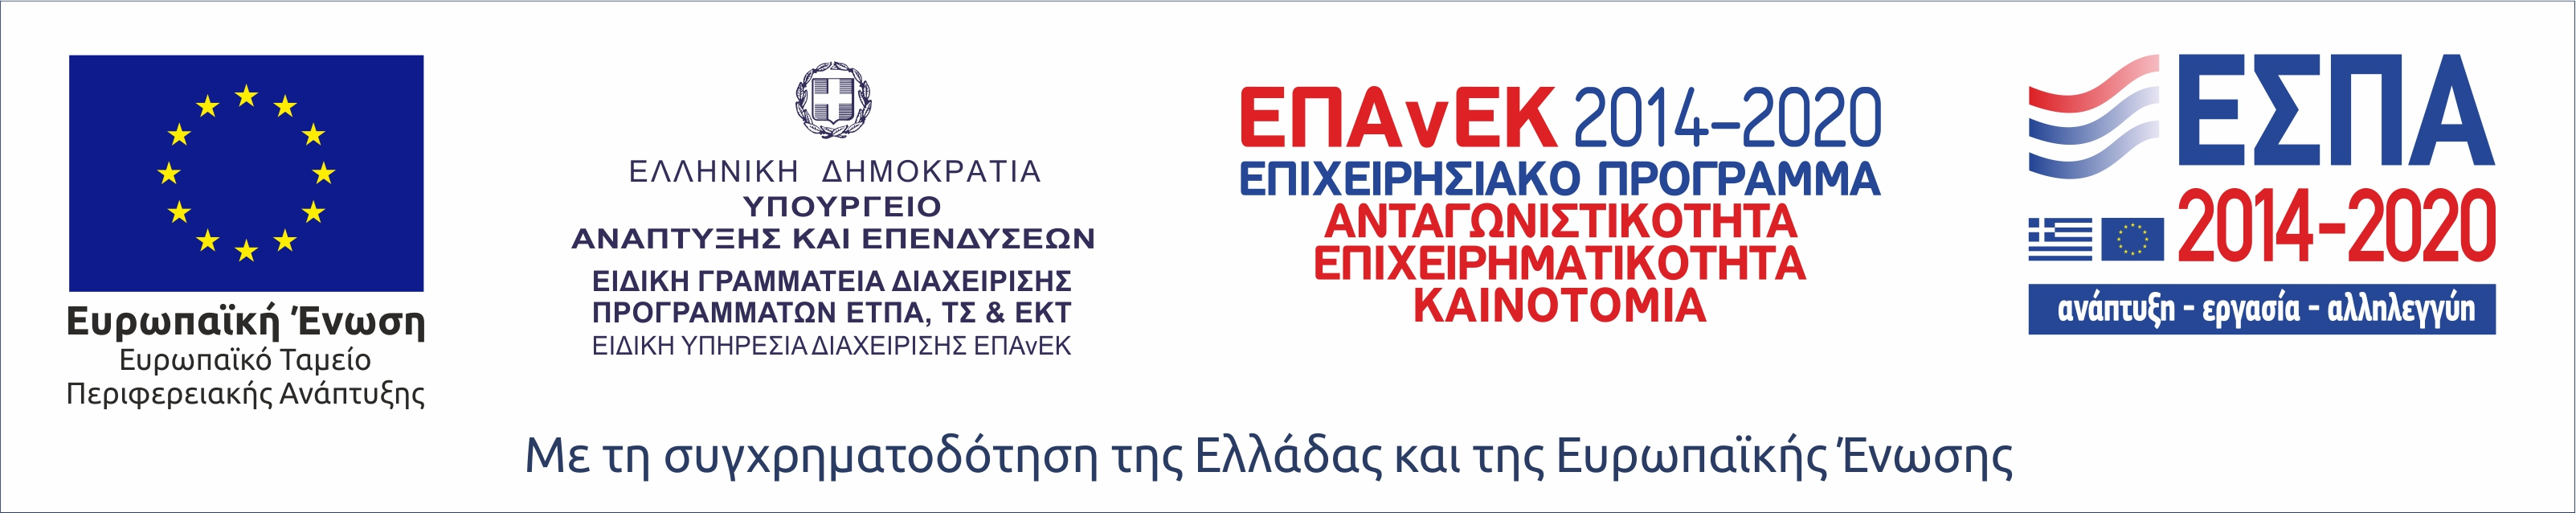 Ευρωπαϊκή Ένωση
Ευρωπαϊκό Ταμείο
Περιφερειακής Ανάπτυξης
ΕΛΛΗΝΙΚΗ ΔΗΜΟΚΡΑΤΙΑ
ΥΠΟΥΡΓΕΙΟ
ΑΝΑΠΤΥΞΗΣ ΚΑΙ ΕΠΕΝΔΥΣΕΩΝ
ΕΙΔΙΚΗ ΓΡΑΜΜΑΤΕΙΑ ΔΙΑΧΕΙΡΙΣΗΣ
ΠΡΟΓΡΑΜΜΑΤΩΝ ΕΤΠΑ, ΤΣ & ΕΚΤ
ΕΙΔΙΚΗ ΥΠΗΡΕΣΙΑ ΔΙΑΧΕΙΡΙΣΗΣ ΕΠΑνΕΚ
ΕΠΑνΕΚ 2014–2020
ΕΠΙΧΕΙΡΗΣΙΑΚΟ ΠΡΟΓΡΑΜΜΑ
ΑΝΤΑΓΩΝΙΣΤΙΚΟΤΗΤΑ
ΕΠΙΧΕΙΡΗΜΑΤΙΚΟΤΗΤΑ
ΚΑΙΝΟΤΟΜΙΑ
ΕΣΠΑ
2014-2020
ανάπτυξη - εργασία - αλληλεγγύη
Με τη συγχρηματοδότηση της Ελλάδας και της Ευρωπαϊκής Ένωσης